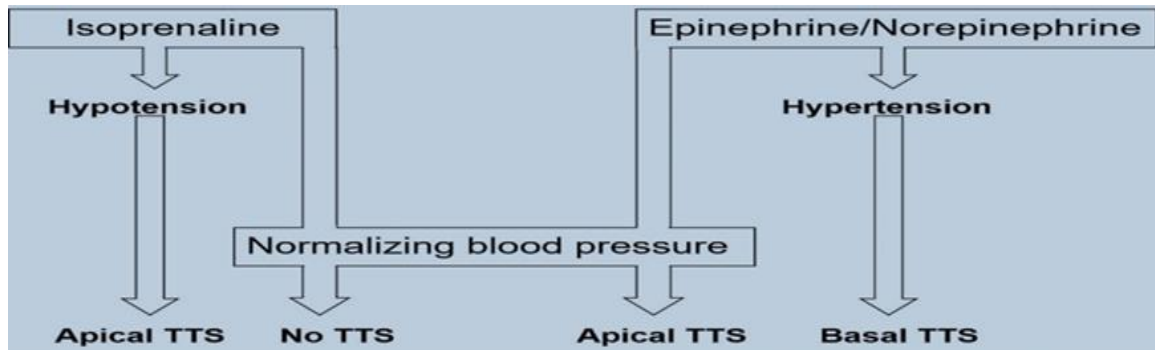 Isoprenaline
Epinephrine/Norepinephrine
Hypotension
Hypertension
Normalizing blood pressure
Apical TTS
No TTS
Apical TTS
Basal TTS